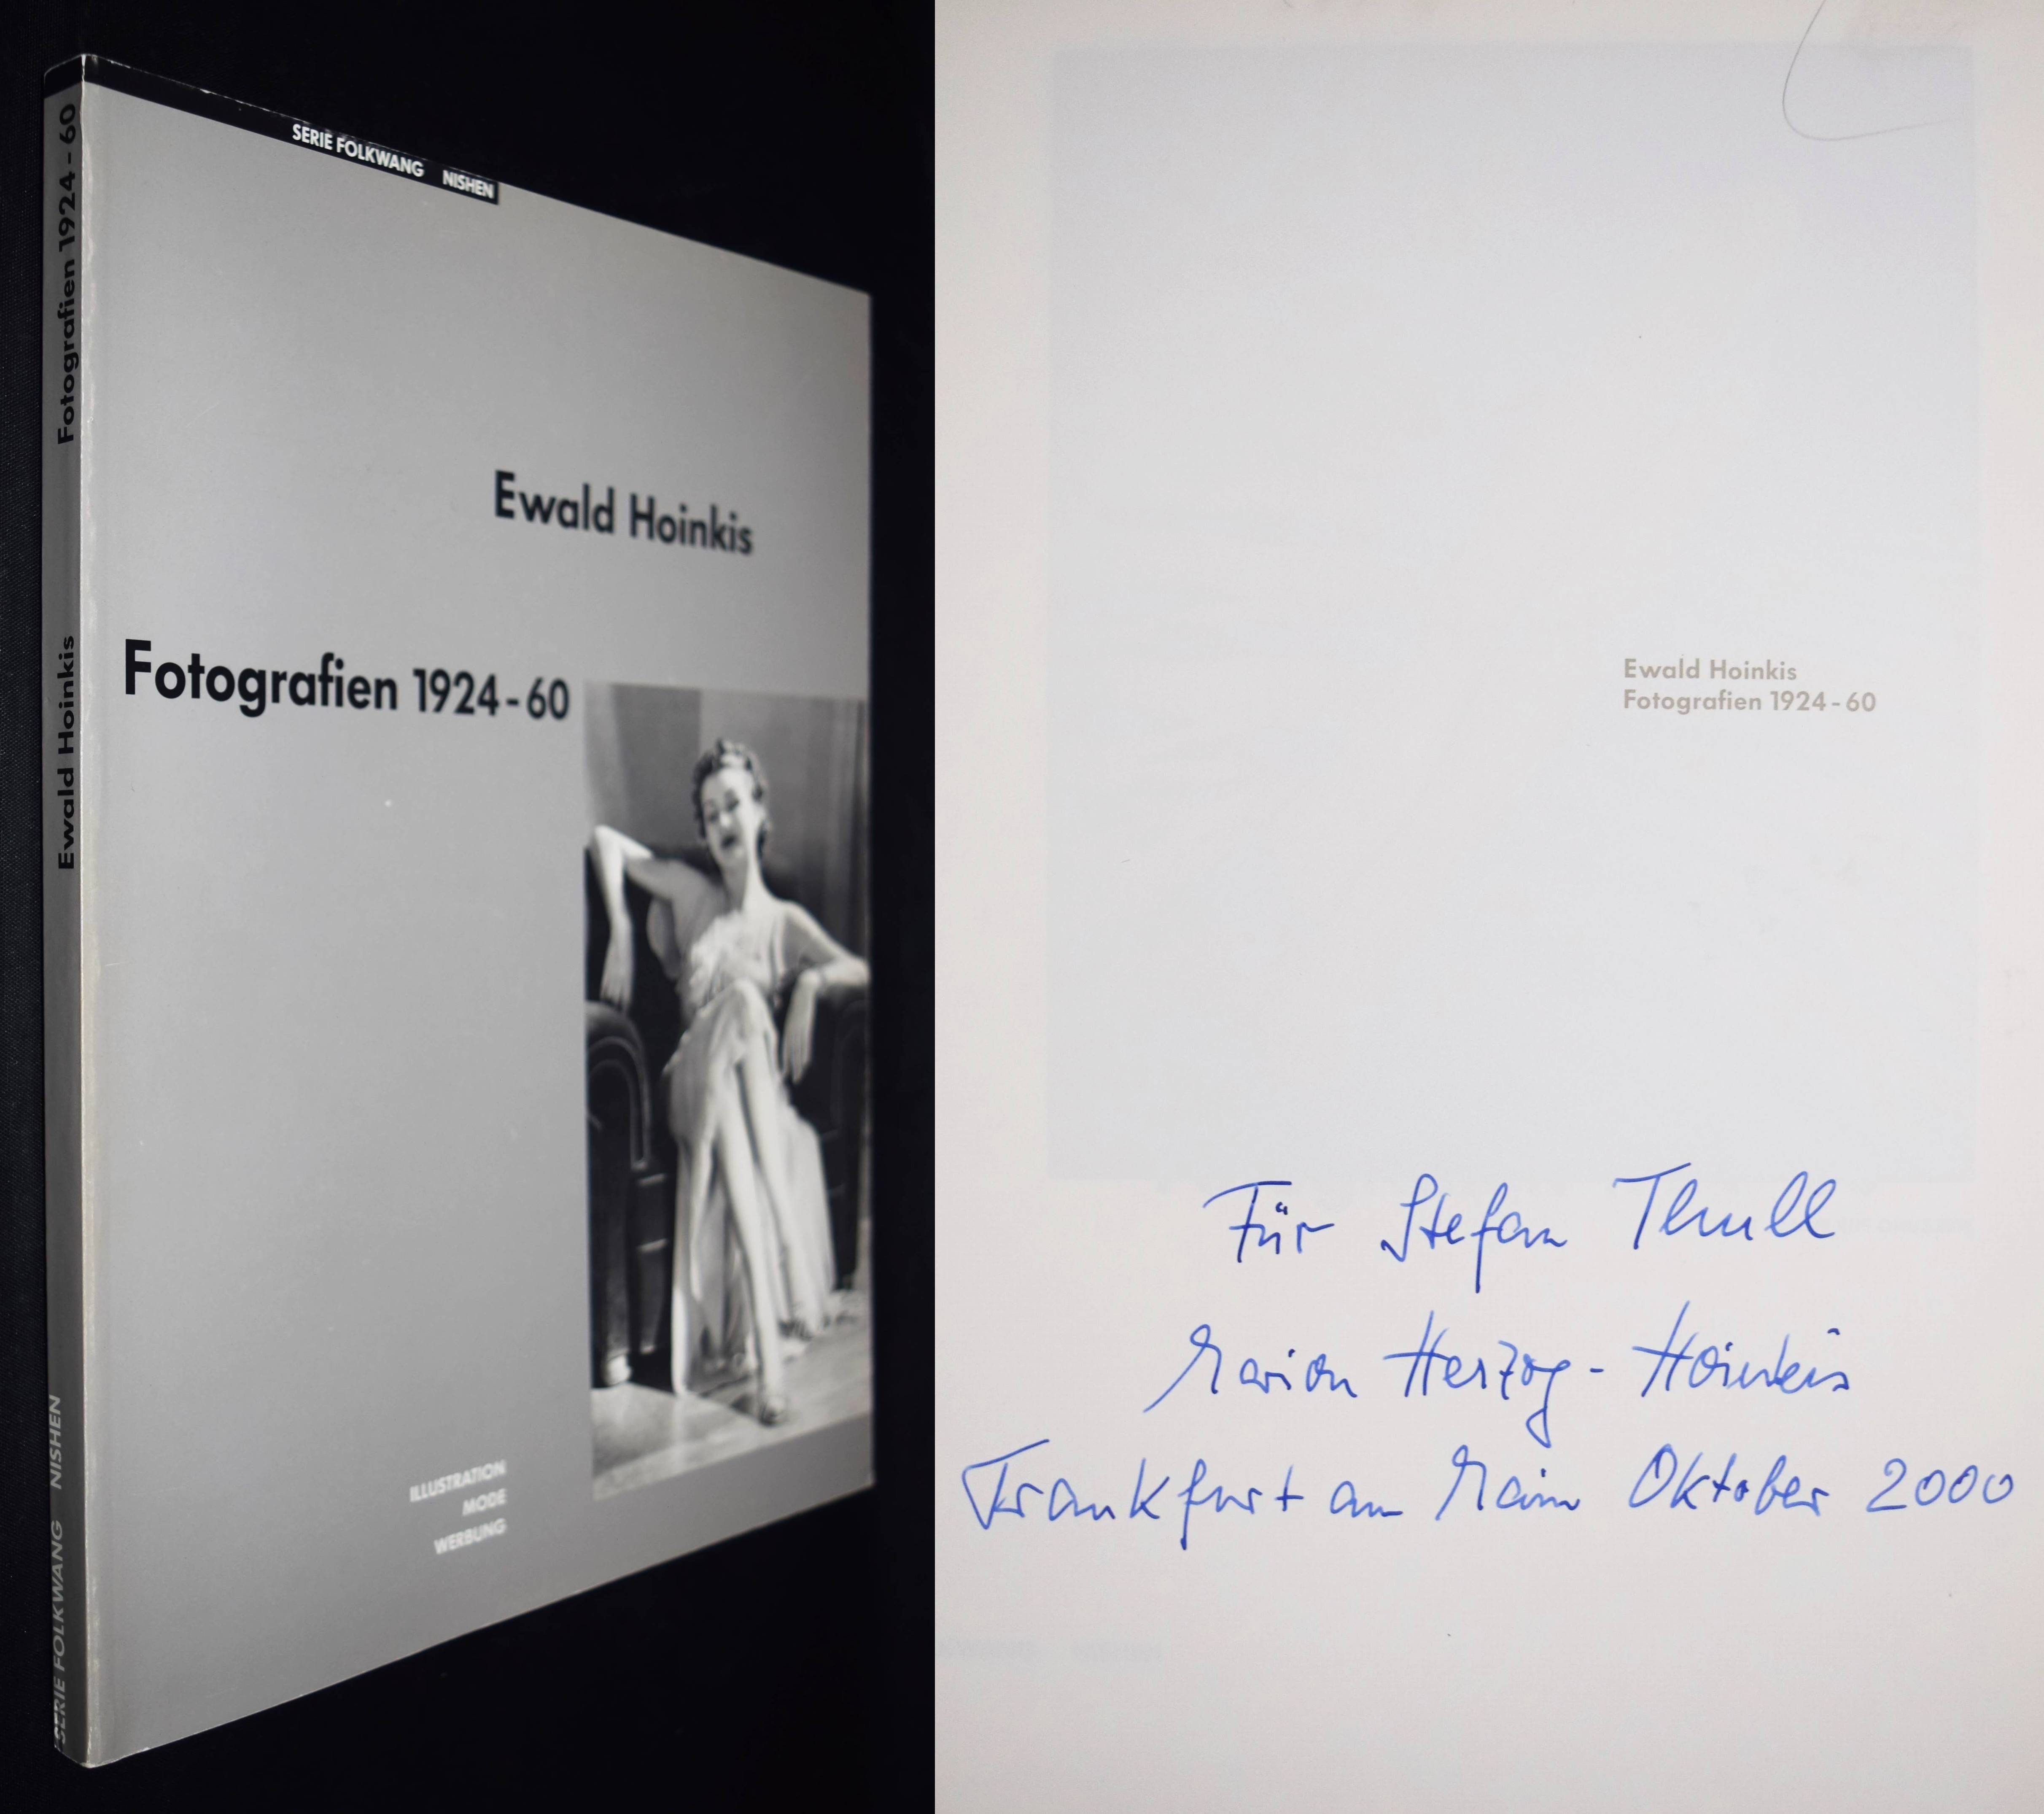 SERIE FOLKWANG NISHEN
Ewald Hoinkis
Fotografien 1924-60
ILLUSTRATION
MODE
WERBUNG
SERIE FOLKWANG NISHEN Ewald Hoinkis Fotografien 1924-60
Ewald Hoinkis
Fotografien 1924-60
Für Stefan Thull
Marion Herzog-Hoinkis
Frankfurt am Main Oktober 2000